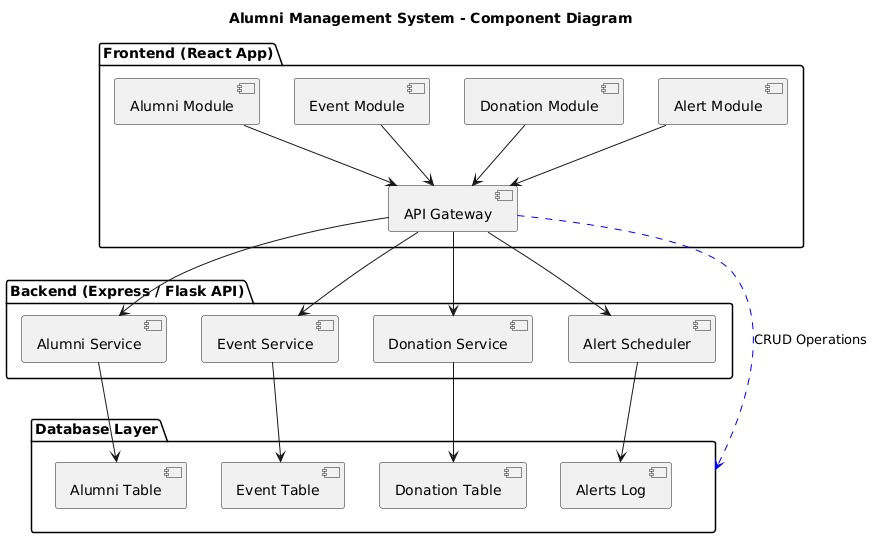 Alumni Management System - Component Diagram
Frontend (React App)
Alumni Module
Event Module
Donation Module
Alert Module
API Gateway
Backend (Express / Flask API)
Alumni Service
Event Service
Donation Service
Alert Scheduler
CRUD Operations
Database Layer
Alumni Table
Event Table
Donation Table
Alerts Log